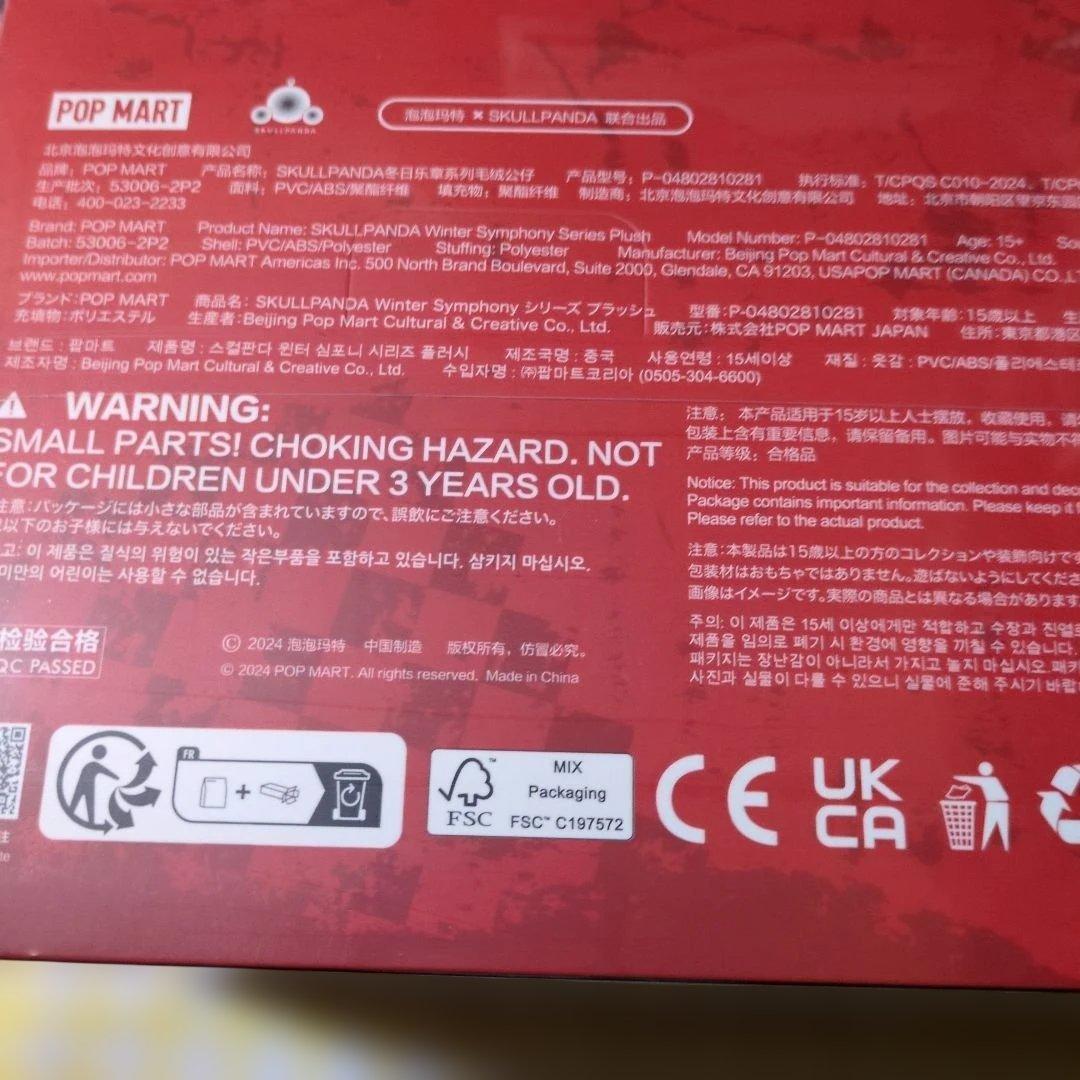 POP MART
SKULLPANDA
泡泡玛特 × SKULLPANDA 联合出品
北京泡泡玛特文化创意有限公司
品牌：POP MART 产品名称：SKULLPANDA冬日乐章系列毛绒公仔 产品型号：P-04802810281 执行标准：T/CPQS C010-2024，T/CPQ
生产批次：53006-2P2 面料：PVC/ABS/聚酯纤维 填充物：聚酯纤维 制造商：北京泡泡玛特文化创意有限公司 地址：北京市朝阳区望京东园
电话：400-023-2233
Brand: POP MART Product Name: SKULLPANDA Winter Symphony Series Plush Model Number: P-04802810281 Age: 15+
Batch: 53006-2P2 Shell: PVC/ABS/Polyester Stuffing: Polyester Manufacturer: Beijing Pop Mart Cultural & Creative Co., Ltd.
Importer/Distributor: POP MART Americas Inc. 500 North Brand Boulevard, Suite 2000, Glendale, CA 91203, USAPOP MART (CANADA) CO.,
www.popmart.com
ブランド：POP MART 商品名：SKULLPANDA Winter Symphony シリーズ プラッシュ 型番：P-04802810281 対象年齢：15歳以上
充填物：ポリエステル 生産者：Beijing Pop Mart Cultural & Creative Co., Ltd. 販売元：株式会社POP MART JAPAN 住所：東京都港区
브랜드 : 팝마트 제품명 : 스컬판다 윈터 심포니 시리즈 플러시 제조국명 : 중국 사용연령 : 15세이상 재질 : 옷감 : PVC/ABS/폴리에스테르
제조자명 : Beijing Pop Mart Cultural & Creative Co., Ltd. 수입자명 : ㈜팝마트코리아 (0505-304-6600)
WARNING:
SMALL PARTS! CHOKING HAZARD. NOT
FOR CHILDREN UNDER 3 YEARS OLD.
注意：パッケージには小さな部品が含まれていますので、誤飲にご注意ください。
以下のお子様には与えないでください。
고: 이 제품은 질식의 위험이 있는 작은부품을 포함하고 있습니다. 삼키지 마십시오.
미만의 어린이는 사용할 수 없습니다.
注意： 本产品适用于15岁以上人士摆放，收藏使用，
包装上含有重要信息，请保留备用。图片可能与实物不
产品等级：合格品
Notice: This product is suitable for the collection and
Package contains important information. Please keep it
Please refer to the actual product.
注意：本製品は15歳以上の方のコレクションや装飾向けで
包装材はおもちゃではありません。遊ばないようにしてくださ
画像はイメージです。実際の商品とは異なる場合があります
주의: 이 제품은 15세 이상에게만 적합하고 수장과 진열로
제품을 임의로 폐기 시 환경에 영향을 끼칠 수 있습니다.
패키지는 장난감이 아니라서 가지고 놀지 마십시오. 패키
사진과 실물이 다를 수 있으니 실물에 준해 주시기 바랍
检验合格
QC PASSED
© 2024 泡泡玛特 中国制造 版权所有，仿冒必究。
© 2024 POP MART. All rights reserved. Made in China
FR
+
FSC
MIX
Packaging
FSC™ C197572
CE
UK
CA